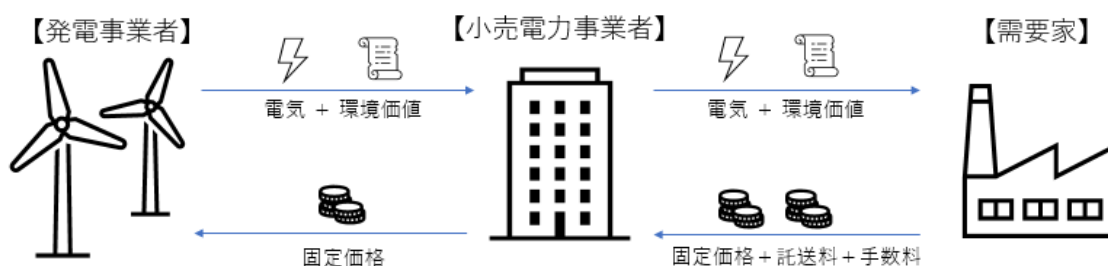 【発電事業者】
【小売電力事業者】
【需要家】
電気 + 環境価値
電気 + 環境価値
固定価格
固定価格+託送料+手数料